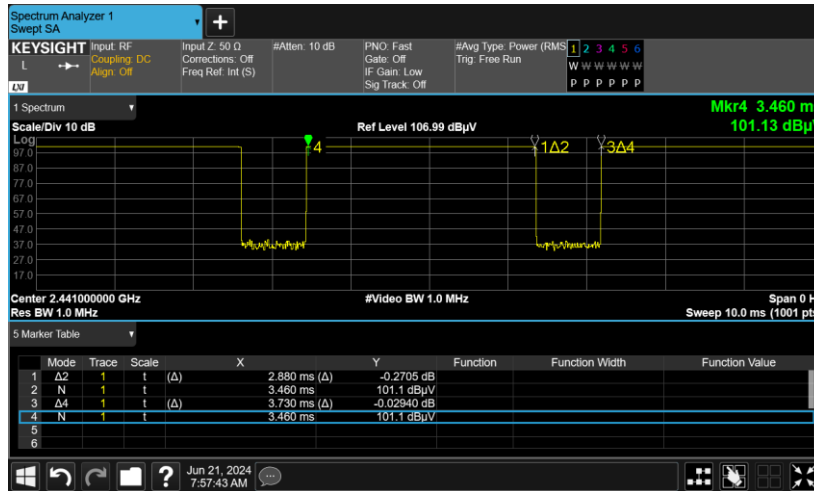 Spectrum Analyzer 1
Swept SA
KEYSIGHT Input: RF Input Z: 50 Ω #Atten: 10 dB PNO: Fast #Avg Type: Power (RMS 1 2 3 4 5 6
L Coupling: DC Corrections: Off Gate: Off Trig: Free Run W W W W W W
Align: Off Freq Ref: Int (S) IF Gain: Low
LXI Sig Track: Off P P P P P P
1 Spectrum Mkr4 3.460 m
Scale/Div 10 dB Ref Level 106.99 dBµV 101.13 dBµ
Log
97.0 4 1Δ2 3Δ4
87.0
77.0
67.0
57.0
47.0
37.0
27.0
17.0
Center 2.441000000 GHz #Video BW 1.0 MHz Span 0 H
Res BW 1.0 MHz Sweep 10.0 ms (1001 pts
5 Marker Table
Mode Trace Scale X Y Function Function Width Function Value
1 Δ2 1 t (Δ) 2.880 ms (Δ) -0.2705 dB
2 N 1 t 3.460 ms 101.1 dBµV
3 Δ4 1 t (Δ) 3.730 ms (Δ) -0.02940 dB
4 N 1 t 3.460 ms 101.1 dBµV
5
6
? Jun 21, 2024
7:57:43 AM